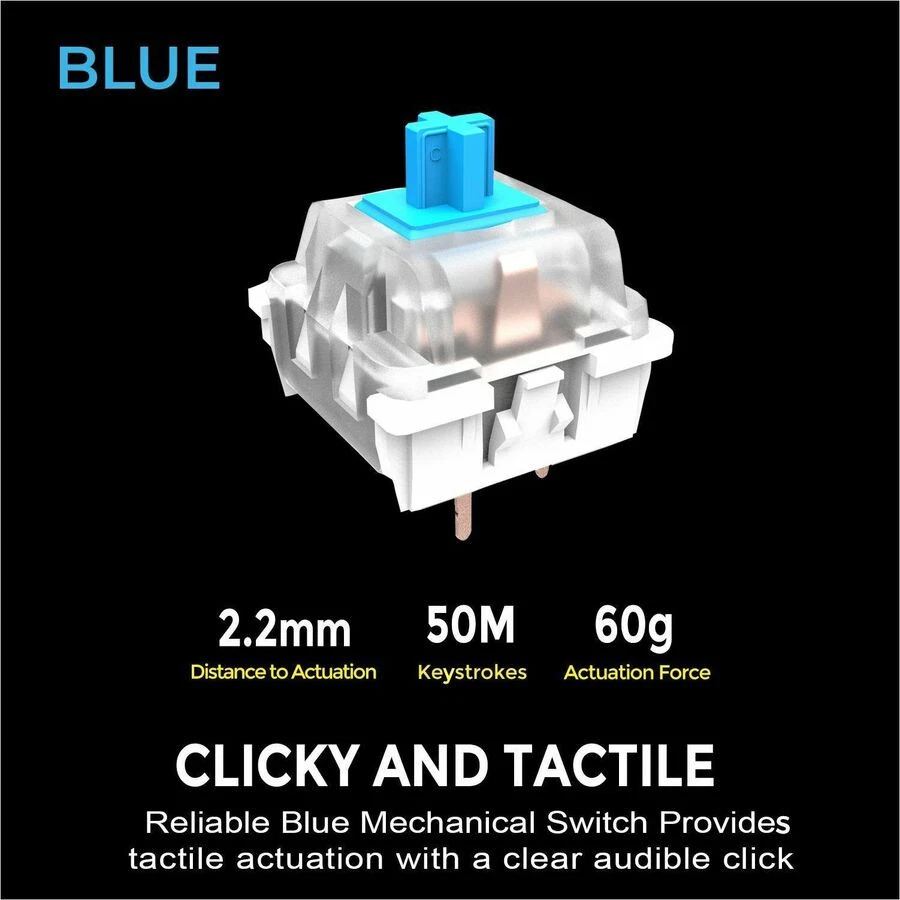 BLUE
C
2.2mm 50M 60g
Distance to Actuation Keystrokes Actuation Force
CLICKY AND TACTILE
Reliable Blue Mechanical Switch Provides
tactile actuation with a clear audible click